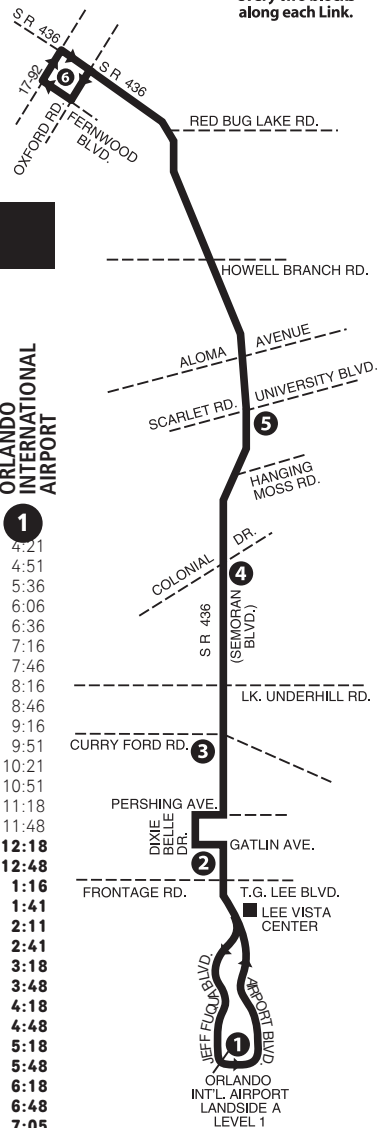 every two blocks
along each Link.
S R 436
17-92
6
S R 436
OXFORD RD.
FERNWOOD
BLVD.
RED BUG LAKE RD.
HOWELL BRANCH RD.
ALOMA AVENUE
SCARLET RD. UNIVERSITY BLVD.
5
HANGING
MOSS RD.
COLONIAL DR.
4
S R 436
(SEMORAN
BLVD.)
LK. UNDERHILL RD.
CURRY FORD RD.
3
PERSHING AVE.
DIXIE
BELLE
DR.
GATLIN AVE.
2
FRONTAGE RD. T.G. LEE BLVD.
LEE VISTA
CENTER
JEFF FUQUA BLVD.
AIRPORT BLVD.
1
ORLANDO
INT'L. AIRPORT
LANDSIDE A
LEVEL 1
ORLANDO
INTERNATIONAL
AIRPORT
1
4:21
4:51
5:36
6:06
6:36
7:16
7:46
8:16
8:46
9:16
9:51
10:21
10:51
11:18
11:48
12:18
12:48
1:16
1:41
2:11
2:41
3:18
3:48
4:18
4:48
5:18
5:48
6:18
6:48
7:05